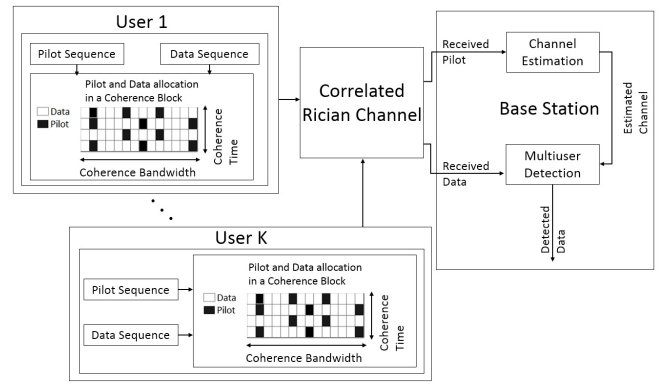 User 1
Pilot Sequence
Data Sequence
Pilot and Data allocation
in a Coherence Block
Data
Pilot
Coherence
Time
Coherence Bandwidth
Correlated
Rician Channel
Received
Pilot
Channel
Estimation
Base Station
Estimated
Channel
Received
Data
Multiuser
Detection
Detected
Data
User K
Pilot Sequence
Data Sequence
Pilot and Data allocation
in a Coherence Block
Data
Pilot
Coherence
Time
Coherence Bandwidth